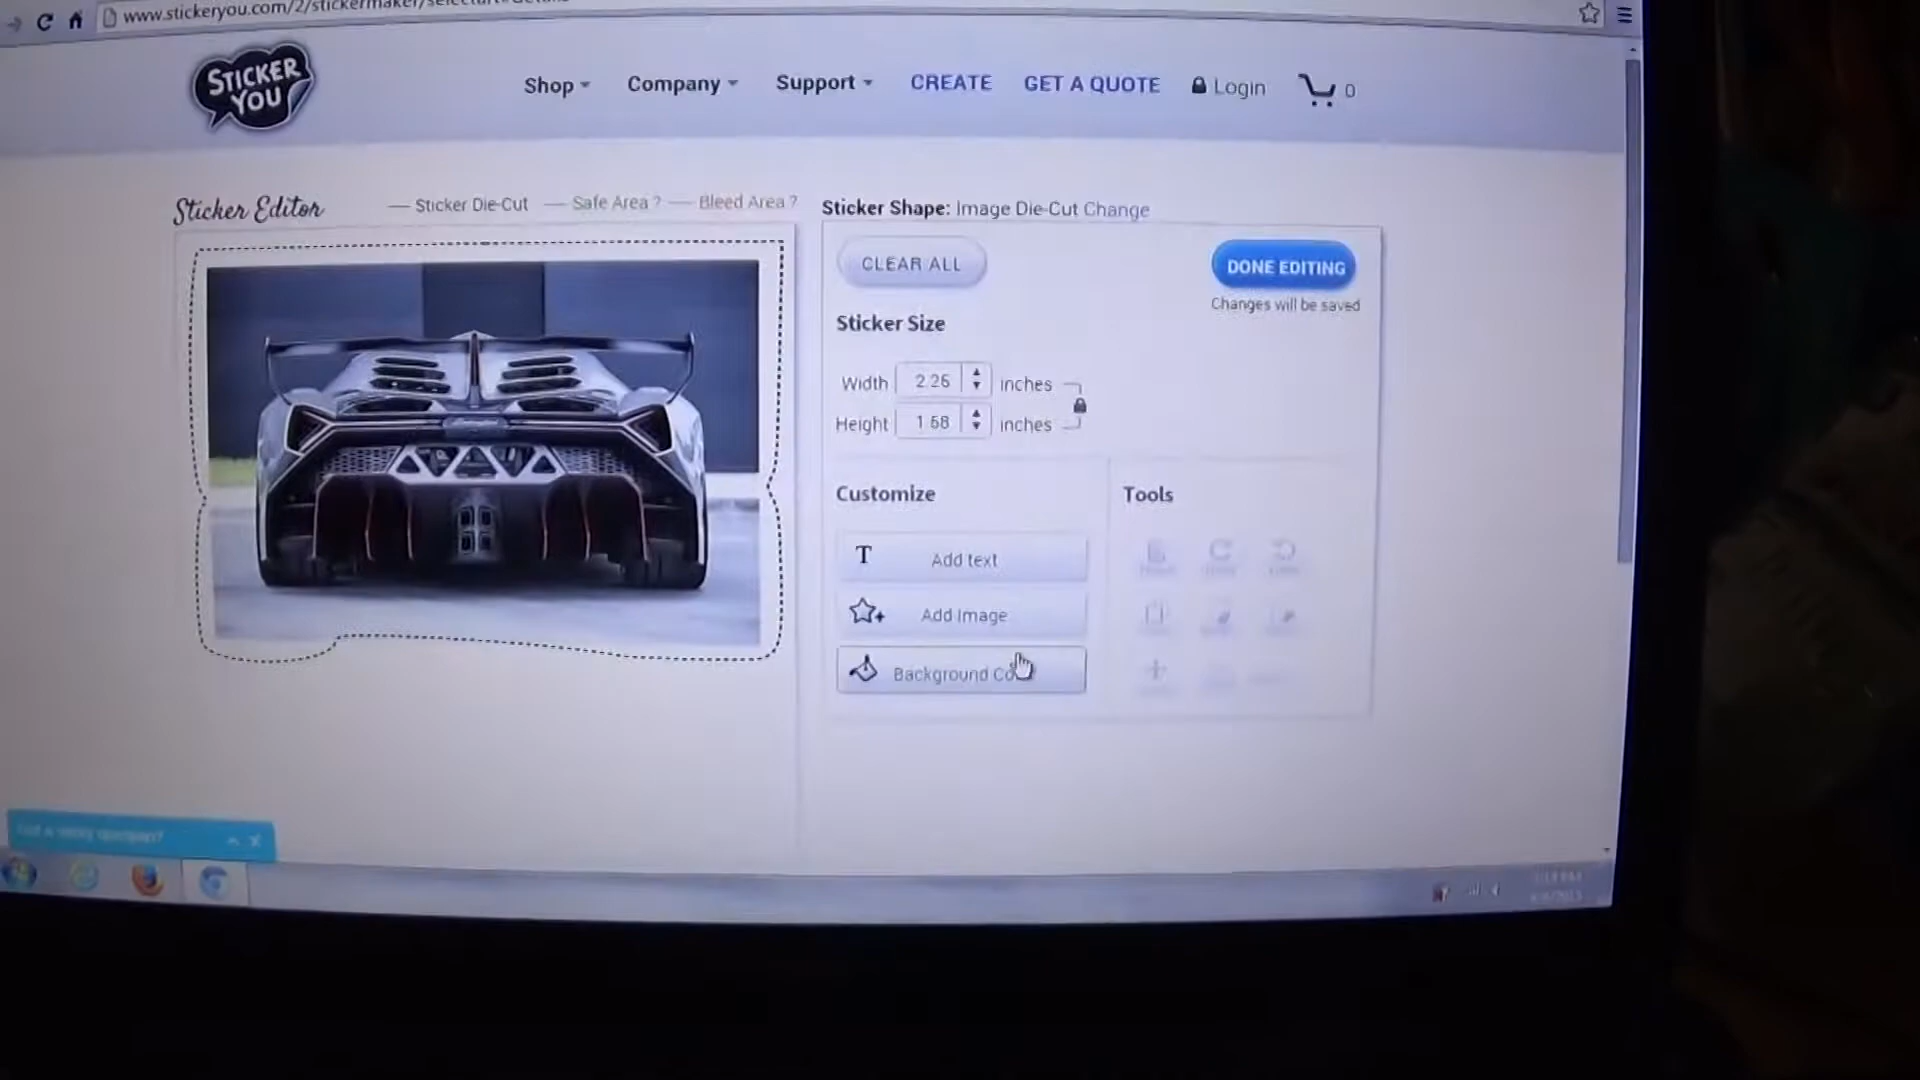 www.stickeryou.com/2/stickermaker/
STICKER
YOU
Shop
Company
Support
CREATE
GET A QUOTE
Login
0
Sticker Editor
Sticker Die-Cut
Safe Area ?
Bleed Area ?
Sticker Shape: Image Die-Cut Change
CLEAR ALL
DONE EDITING
Changes will be saved
Sticker Size
Width 2.26 inches
Height 1.58 inches
Customize
Tools
T Add text
Add Image
Background Co